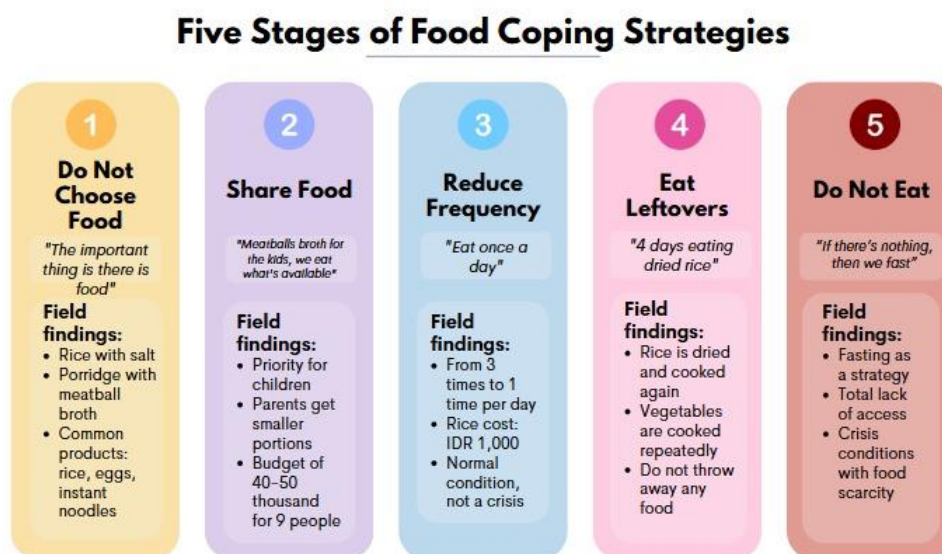 Five Stages of Food Coping Strategies
1
Do Not
Choose
Food
"The important
thing is there is
food"
Field
findings:
• Rice with salt
• Porridge with
meatball
broth
• Common
products:
rice, eggs,
instant
noodles
2
Share Food
"Meatballs broth for
the kids, we eat
what's available"
Field
findings:
• Priority for
children
• Parents get
smaller
portions
• Budget of
40-50
thousand
for 9 people
3
Reduce
Frequency
"Eat once a
day"
Field
findings:
• From 3
times to 1
time per day
• Rice cost:
IDR 1,000
• Normal
condition,
not a crisis
4
Eat
Leftovers
"4 days eating
dried rice"
Field
findings:
• Rice is dried
and cooked
again
• Vegetables
are cooked
repeatedly
• Do not throw
away any
food
5
Do Not Eat
"If there's nothing,
then we fast"
Field
findings:
• Fasting as
a strategy
• Total lack
of access
• Crisis
conditions
with food
scarcity